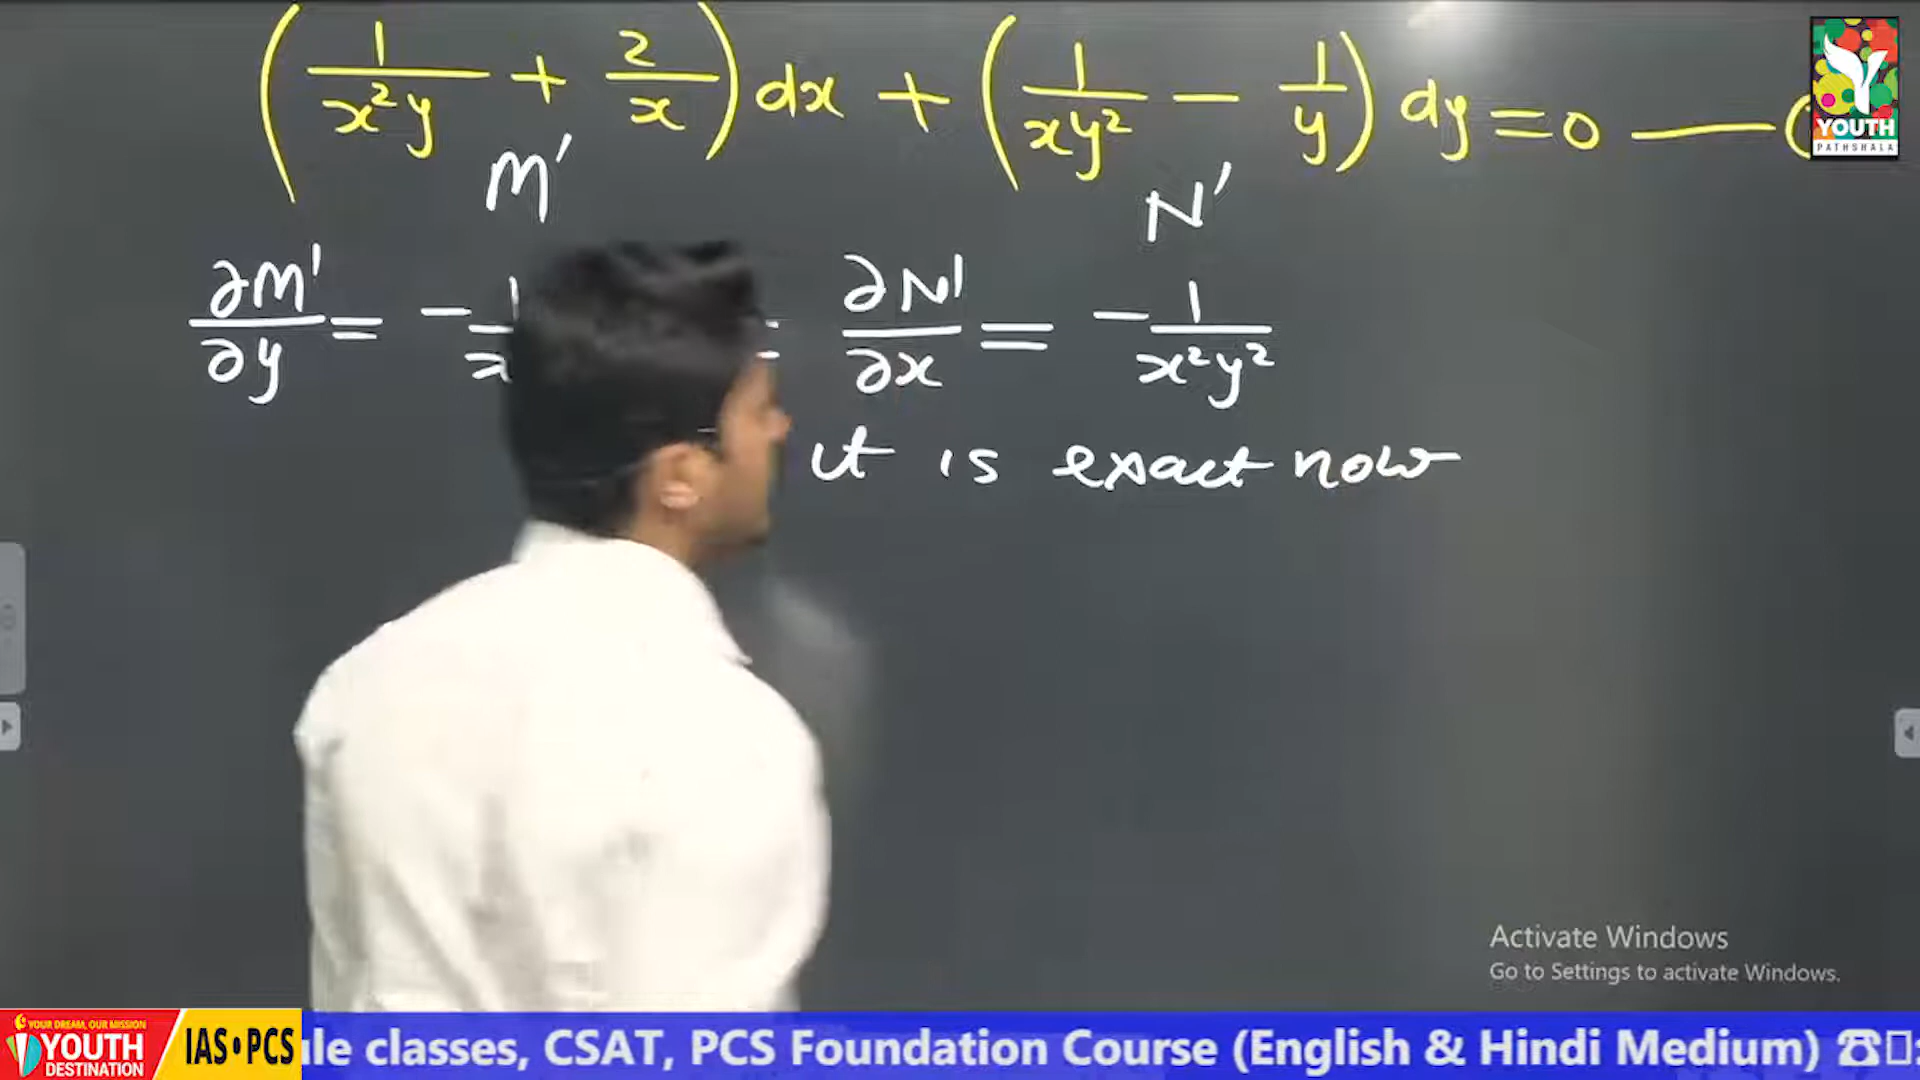 (1/x²y + 2/x) dx + (1/xy² − 1/y) dy = 0 —
M′ N′
∂M′/∂y = − 1 ∂N′/∂x = − 1/x²y²
it is exact now
YOUTH
PATHSHALA
Activate Windows
Go to Settings to activate Windows.
YOUR DREAM, OUR MISSION
YOUTH
DESTINATION
IAS•PCS
classes, CSAT, PCS Foundation Course (English & Hindi Medium) ☎